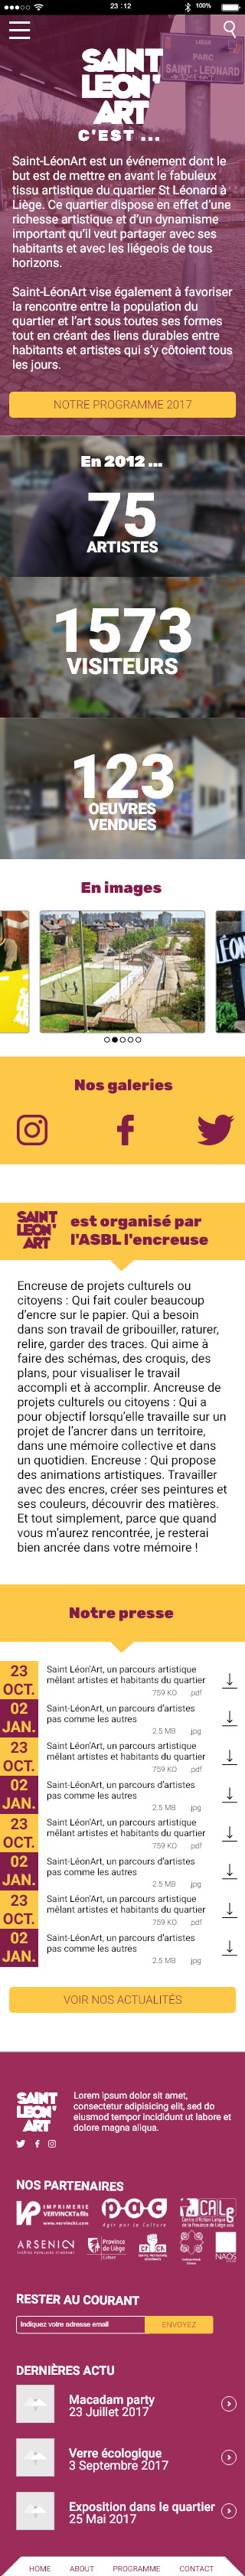 23 :12
100%
LIÈGE
PARC
SAINT - LEONARD
SAINT
LEON'
ART
C'EST ...
Saint-LéonArt est un événement dont le
but est de mettre en avant le fabuleux
tissu artistique du quartier St Léonard à
Liège. Ce quartier dispose en effet d'une
richesse artistique et d'un dynamisme
important qu'il veut partager avec ses
habitants et avec les liégeois de tous
horizons.
Saint-LéonArt vise également à favoriser
la rencontre entre la population du
quartier et l'art sous toutes ses formes
tout en créant des liens durables entre
habitants et artistes qui s'y côtoient tous
les jours.
NOTRE PROGRAMME 2017
En 2012 ...
75
ARTISTES
1573
VISITEURS
123
OEUVRES
VENDUES
En images
LÉON
Nos galeries
SAINT
LEON'
ART
est organisé par
l'ASBL l'encreuse
Encreuse de projets culturels ou
citoyens : Qui fait couler beaucoup
d'encre sur le papier. Qui a besoin
dans son travail de gribouiller, raturer,
relire, garder des traces. Qui aime à
faire des schémas, des croquis, des
plans, pour visualiser le travail
accompli et à accomplir. Ancreuse de
projets culturels ou citoyens : Qui a
pour objectif lorsqu'elle travaille sur un
projet de l'ancrer dans un territoire,
dans une mémoire collective et dans
un quotidien. Encreuse : Qui propose
des animations artistiques. Travailler
avec des encres, créer ses peintures et
ses couleurs, découvrir des matières.
Et tout simplement, parce que quand
vous m'aurez rencontrée, je resterai
bien ancrée dans votre mémoire !
Notre presse
23 OCT.
Saint Léon'Art, un parcours artistique
mêlant artistes et habitants du quartier
759 KO .pdf
02 JAN.
Saint-LéonArt, un parcours d'artistes
pas comme les autres
2.5 MB .jpg
23 OCT.
Saint Léon'Art, un parcours artistique
mêlant artistes et habitants du quartier
759 KO .pdf
02 JAN.
Saint-LéonArt, un parcours d'artistes
pas comme les autres
2.5 MB .jpg
23 OCT.
Saint Léon'Art, un parcours artistique
mêlant artistes et habitants du quartier
759 KO .pdf
02 JAN.
Saint-LéonArt, un parcours d'artistes
pas comme les autres
2.5 MB .jpg
23 OCT.
Saint Léon'Art, un parcours artistique
mêlant artistes et habitants du quartier
759 KO .pdf
02 JAN.
Saint-LéonArt, un parcours d'artistes
pas comme les autres
2.5 MB .jpg
VOIR NOS ACTUALITÉS
SAINT
LEON'
ART
Lorem ipsum dolor sit amet,
consectetur adipisicing elit, sed do
eiusmod tempor incididunt ut labore et
dolore magna aliqua.
NOS PARTENAIRES
IMPRIMERIE
VERVINCKT&fils
www.vervinckt.com
PAC
Agir par la Culture
CAL
ARSENIC
Province
de Liège
Culture
NAOS
RESTER AU COURANT
Indiquez votre adresse email
ENVOYEZ
DERNIÈRES ACTU
Macadam party
23 Juillet 2017
Verre écologique
3 Septembre 2017
Exposition dans le quartier
25 Mai 2017
HOME ABOUT PROGRAMME CONTACT